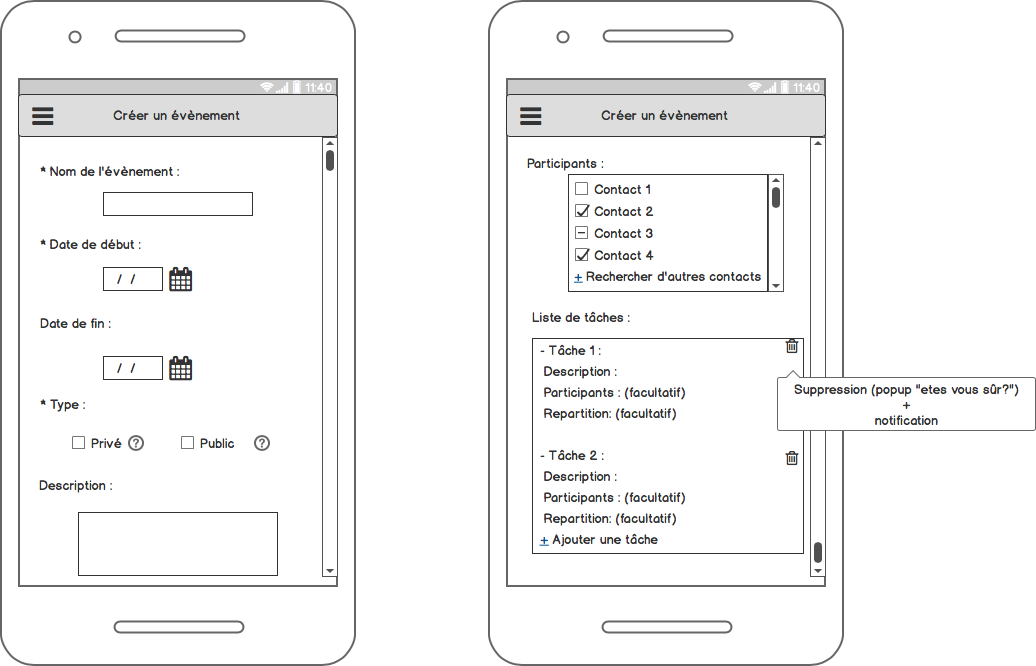 11:40
Créer un évènement
* Nom de l'évènement :
* Date de début :
/ /
Date de fin :
/ /
* Type :
Privé ? Public ?
Description :
11:40
Créer un évènement
Participants :
Contact 1
Contact 2
Contact 3
Contact 4
+ Rechercher d'autres contacts
Liste de tâches :
- Tâche 1 :
Description :
Participants : (facultatif)
Repartition: (facultatif)
- Tâche 2 :
Description :
Participants : (facultatif)
Repartition: (facultatif)
+ Ajouter une tâche
Suppression (popup "etes vous sûr?")
+
notification